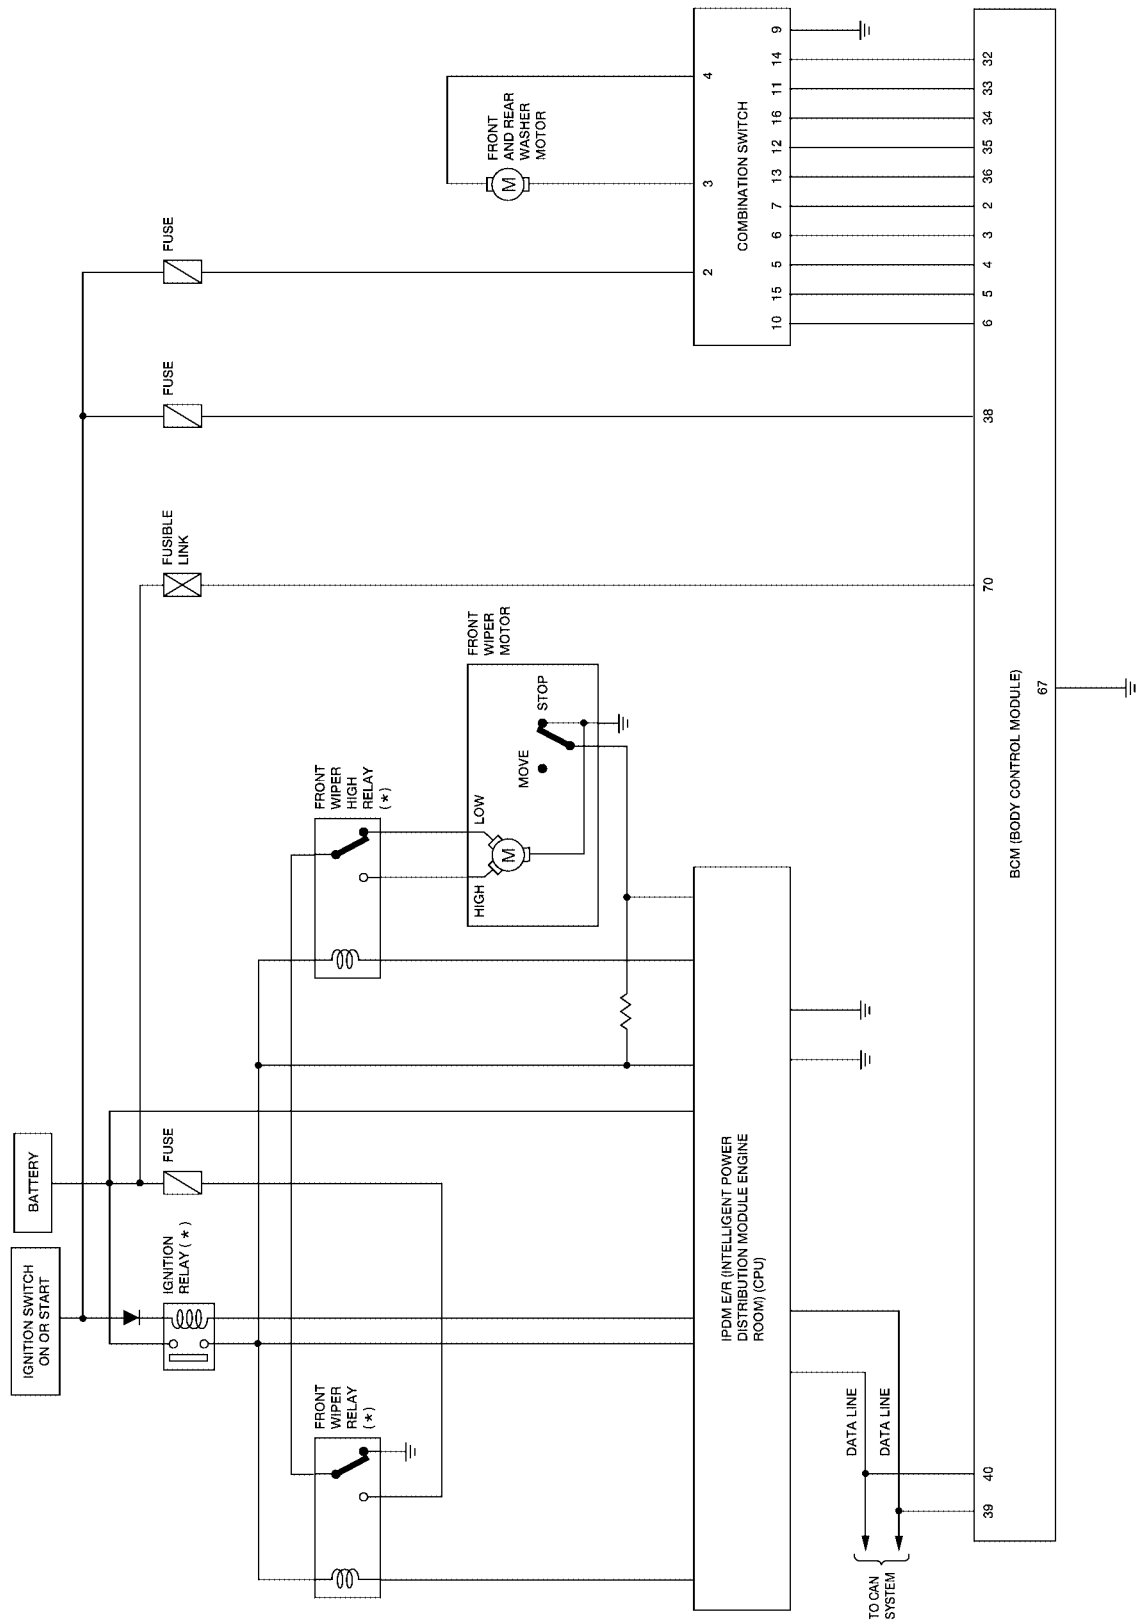 IGNITION SWITCH
ON OR START
BATTERY
IGNITION
RELAY (*)
FUSE
FUSIBLE
LINK
FUSE
FUSE
FRONT
WIPER
RELAY
(*)
FRONT
WIPER
HIGH
RELAY
(*)
FRONT
WIPER
MOTOR
HIGH
LOW
MOVE
STOP
M
FRONT
AND REAR
WASHER
MOTOR
M
2
3
4
IPDM E/R (INTELLIGENT POWER
DISTRIBUTION MODULE ENGINE
ROOM) (CPU)
COMBINATION SWITCH
10
15
5
6
7
13
12
16
11
14
9
DATA LINE
DATA LINE
TO CAN
SYSTEM
39
40
70
38
6
5
4
3
2
36
35
34
33
32
BCM (BODY CONTROL MODULE)
67